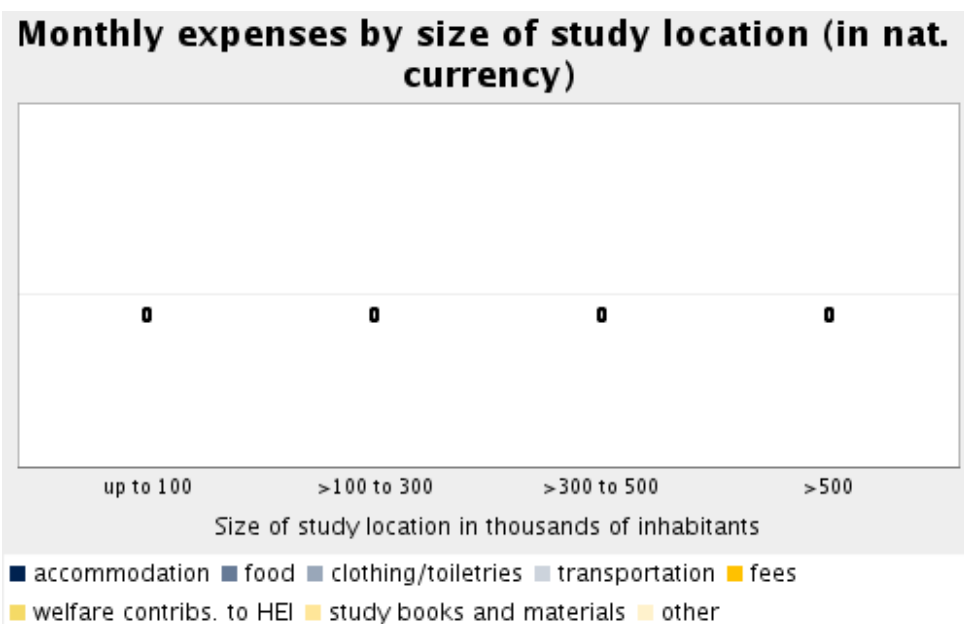 Monthly expenses by size of study location (in nat.
currency)
0 0 0 0
up to 100 >100 to 300 >300 to 500 >500
Size of study location in thousands of inhabitants
accommodation food clothing/toiletries transportation fees
welfare contribs. to HEI study books and materials other